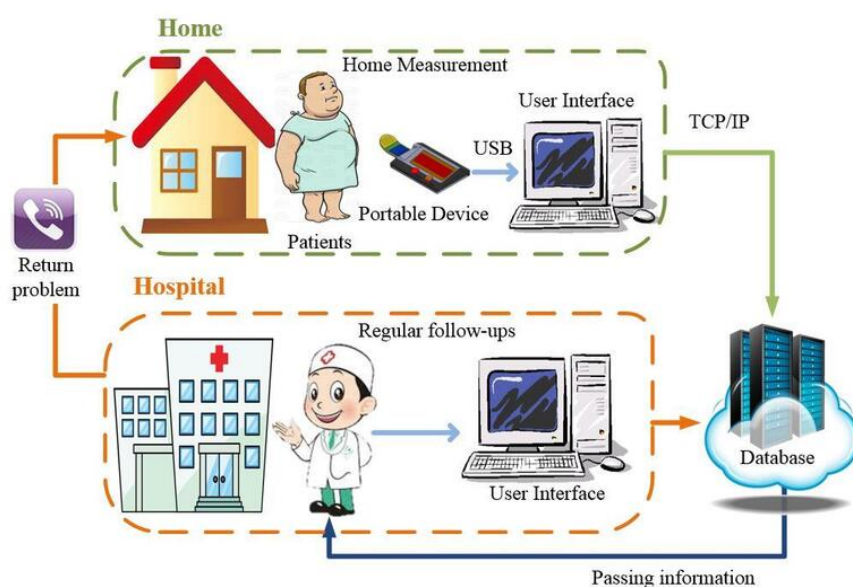 Home
Home Measurement
User Interface
TCP/IP
USB
Portable Device
Patients
Return
problem
Hospital
Regular follow-ups
User Interface
Database
Passing information